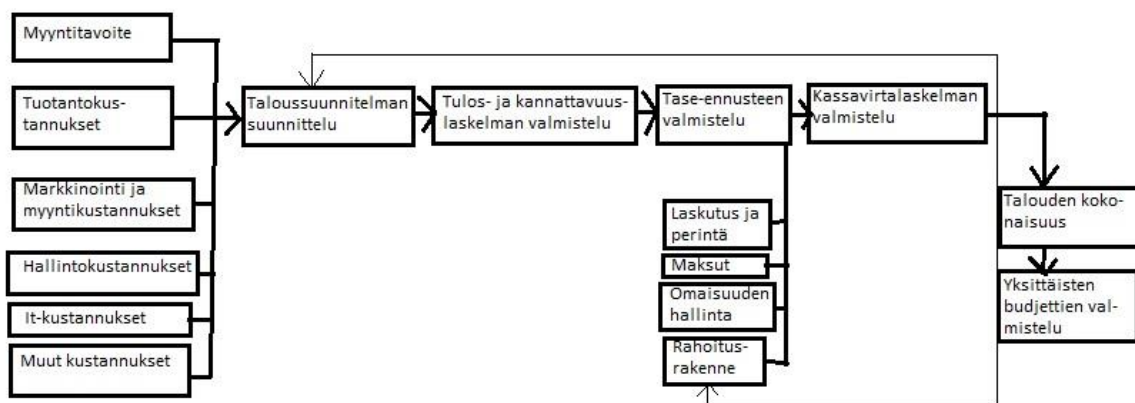 Myyntitavoite
Tuotantokus-
tannukset
Markkinointi ja
myyntikustannukset
Hallintokustannukset
It-kustannukset
Muut kustannukset
Taloussuunnitelman
suunnittelu
Tulos- ja kannattavuus-
laskelman valmistelu
Tase-ennusteen
valmistelu
Laskutus ja
perintä
Maksut
Omaisuuden
hallinta
Rahoitus-
rakenne
Kassavirtalaskelman
valmistelu
Talouden koko-
naisuus
Yksittäisten
budjettien val-
mistelu